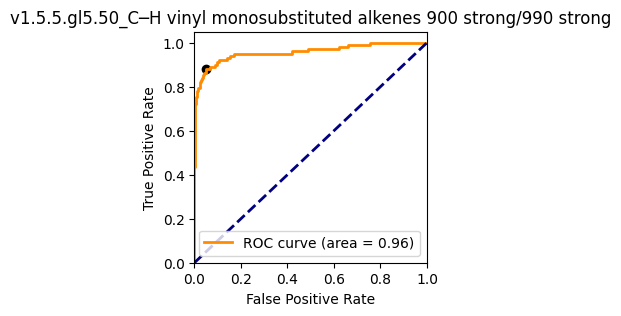 v1.5.5.gl5.50_C─H vinyl monosubstituted alkenes 900 strong/990 strong
1.0
0.8
0.6
0.4
0.2
0.0
True Positive Rate
ROC curve (area = 0.96)
0.0 0.2 0.4 0.6 0.8 1.0
False Positive Rate